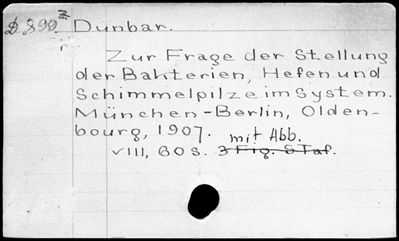 D.899. Z Dunbar.
Zur Frage der Stellung
der Bakterien, Hefen und
Schimmelpilze im System.
München-Berlin, Olden-
bourg, 1907. mit Abb.
VIII, 60 S. 3 Fig. 5 Taf.